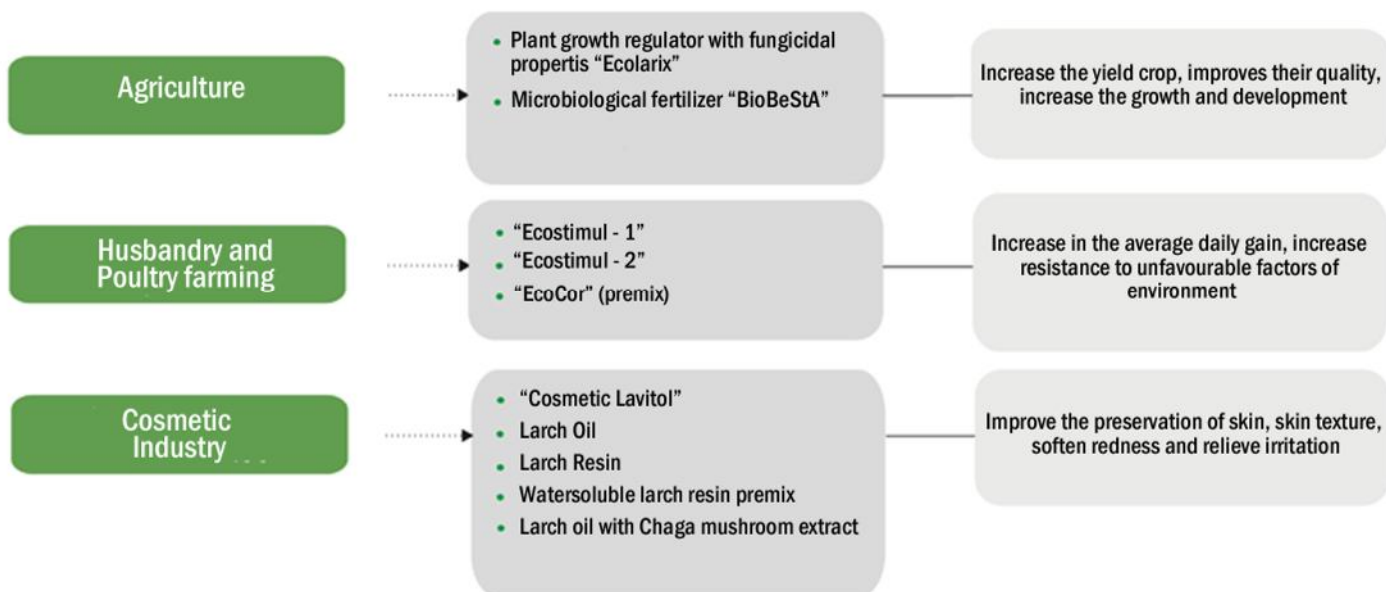 Agriculture
• Plant growth regulator with fungicidal
propertis “Ecolarix”
• Microbiological fertilizer “BioBeStA”
Increase the yield crop, improves their quality,
increase the growth and development
Husbandry and
Poultry farming
• “Ecostimul - 1”
• “Ecostimul - 2”
• “EcoCor” (premix)
Increase in the average daily gain, increase
resistance to unfavourable factors of
environment
Cosmetic
Industry
• “Cosmetic Lavitol”
• Larch Oil
• Larch Resin
• Watersoluble larch resin premix
• Larch oil with Chaga mushroom extract
Improve the preservation of skin, skin texture,
soften redness and relieve irritation